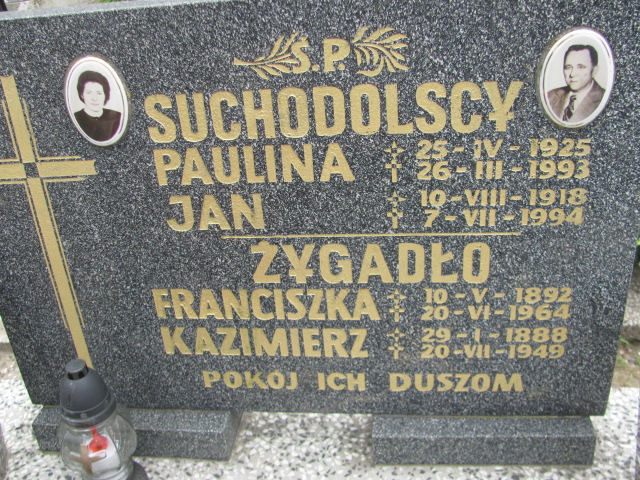 Ś.P.
SUCHODOLSCY
PAULINA 25-IV-1925
26-III-1993
JAN 10-VIII-1918
7-VII-1994
ŻYGADŁO
FRANCISZKA 10-V-1892
20-VI-1964
KAZIMIERZ 29-I-1888
20-VII-1949
POKÓJ ICH DUSZOM